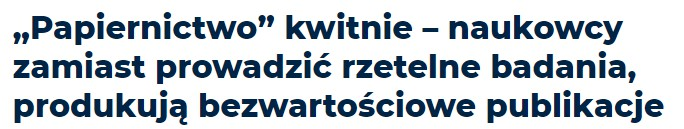 „Papiernictwo” kwitnie – naukowcy
zamiast prowadzić rzetelne badania,
produkują bezwartościowe publikacje